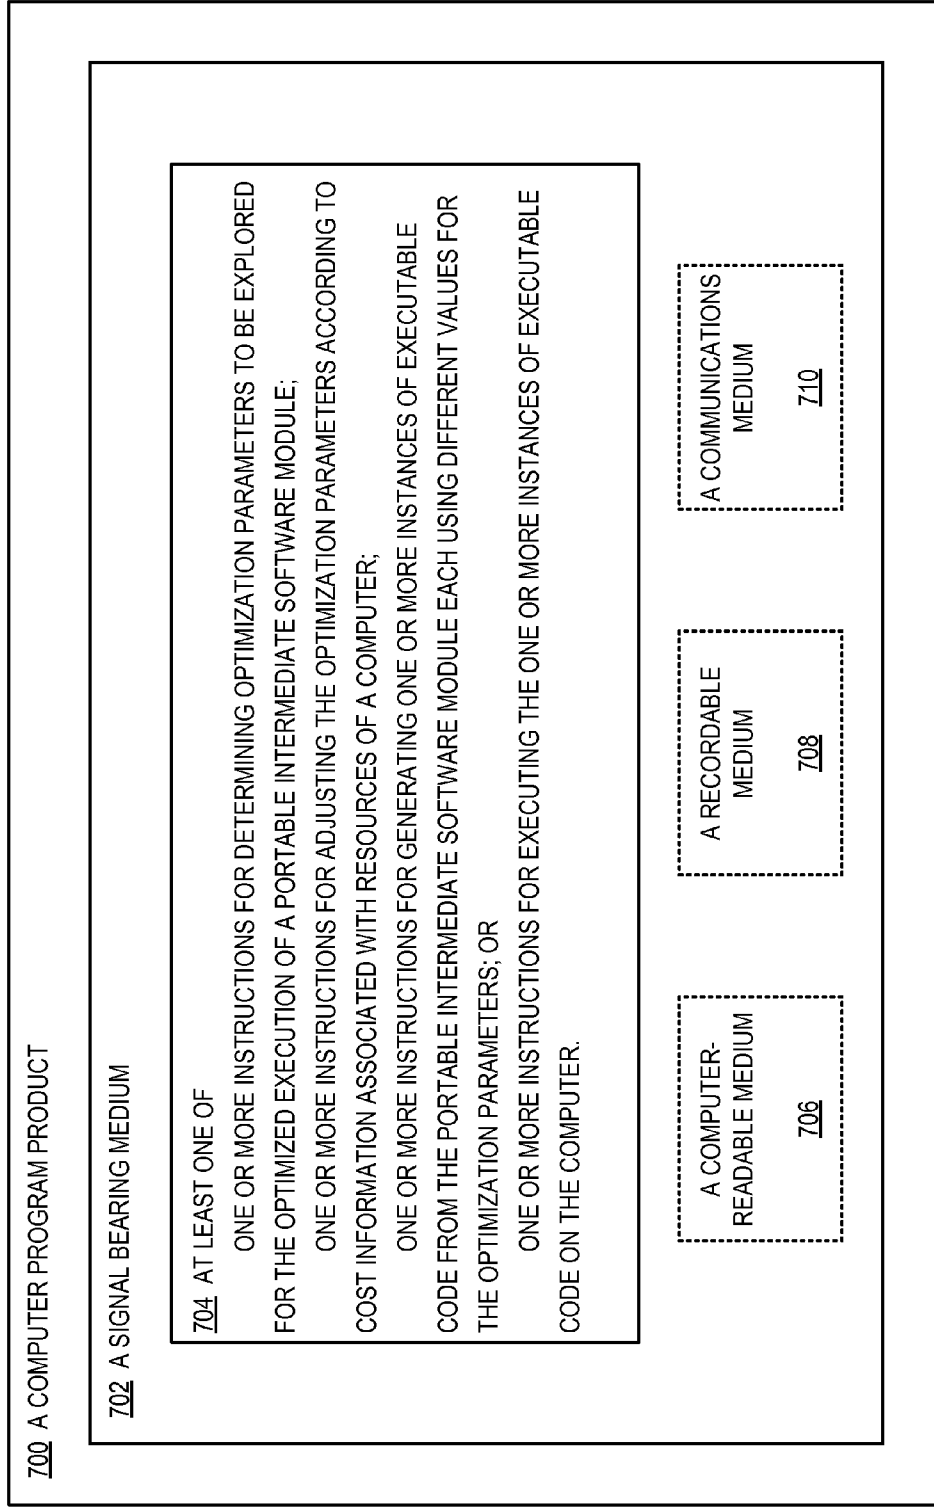 700 A COMPUTER PROGRAM PRODUCT
702 A SIGNAL BEARING MEDIUM
704 AT LEAST ONE OF
ONE OR MORE INSTRUCTIONS FOR DETERMINING OPTIMIZATION PARAMETERS TO BE EXPLORED
FOR THE OPTIMIZED EXECUTION OF A PORTABLE INTERMEDIATE SOFTWARE MODULE;
ONE OR MORE INSTRUCTIONS FOR ADJUSTING THE OPTIMIZATION PARAMETERS ACCORDING TO
COST INFORMATION ASSOCIATED WITH RESOURCES OF A COMPUTER;
ONE OR MORE INSTRUCTIONS FOR GENERATING ONE OR MORE INSTANCES OF EXECUTABLE
CODE FROM THE PORTABLE INTERMEDIATE SOFTWARE MODULE EACH USING DIFFERENT VALUES FOR
THE OPTIMIZATION PARAMETERS; OR
ONE OR MORE INSTRUCTIONS FOR EXECUTING THE ONE OR MORE INSTANCES OF EXECUTABLE
CODE ON THE COMPUTER.
A COMPUTER-
READABLE MEDIUM
706
A RECORDABLE
MEDIUM
708
A COMMUNICATIONS
MEDIUM
710